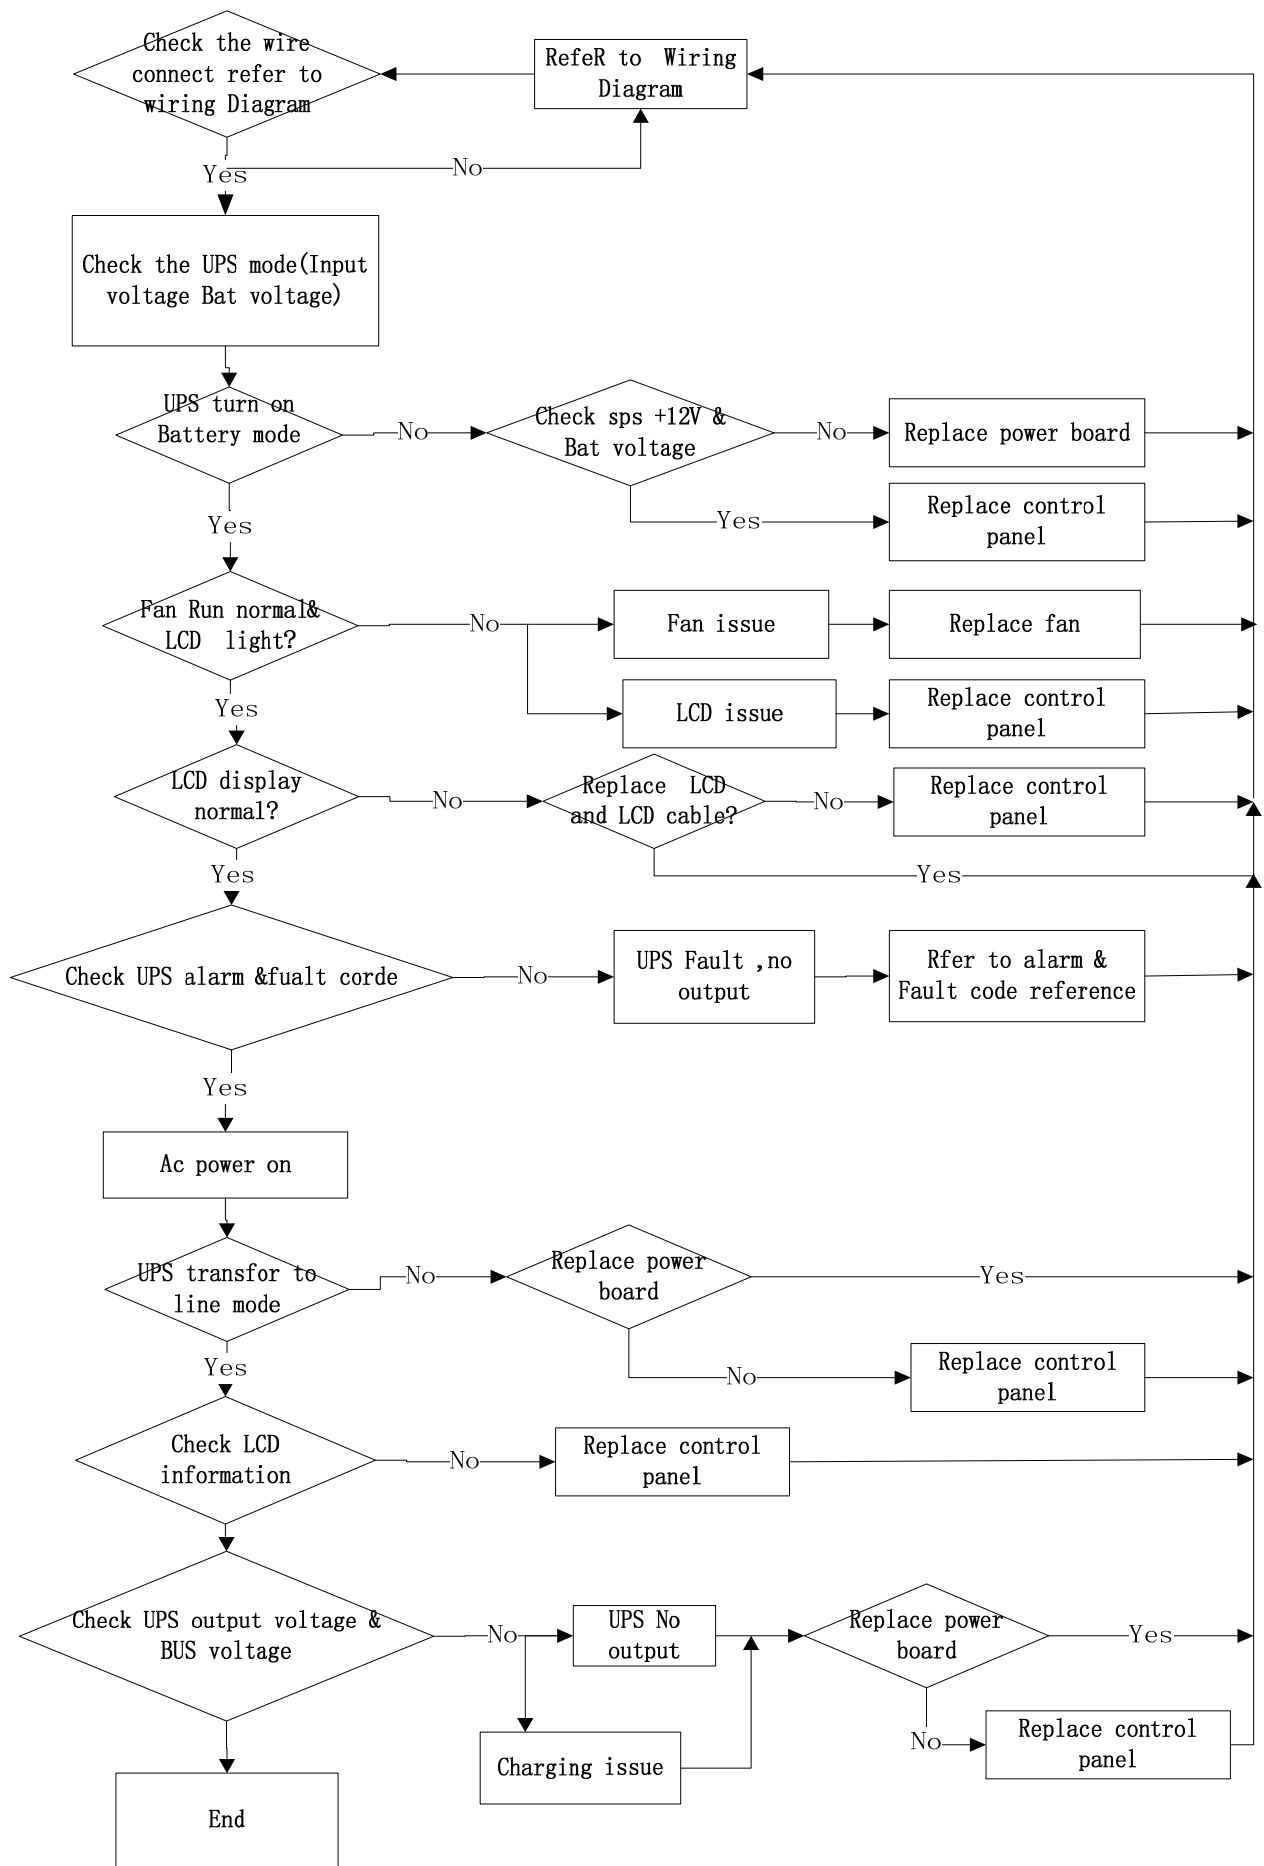 Check the wire
connect refer to
wiring Diagram
RefeR to Wiring
Diagram
No
Yes
Check the UPS mode(Input
voltage Bat voltage)
UPS turn on
Battery mode
No
Check sps +12V &
Bat voltage
No
Replace power board
Yes
Replace control
panel
Yes
Fan Run normal&
LCD light?
No
Fan issue
Replace fan
LCD issue
Replace control
panel
Yes
LCD display
normal?
No
Replace LCD
and LCD cable?
No
Replace control
panel
Yes
Yes
Check UPS alarm &fualt corde
No
UPS Fault ,no
output
Rfer to alarm &
Fault code reference
Yes
Ac power on
UPS transfor to
line mode
No
Replace power
board
Yes
No
Replace control
panel
Yes
Check LCD
information
No
Replace control
panel
Check UPS output voltage &
BUS voltage
No
UPS No
output
Replace power
board
Yes
Charging issue
No
Replace control
panel
End